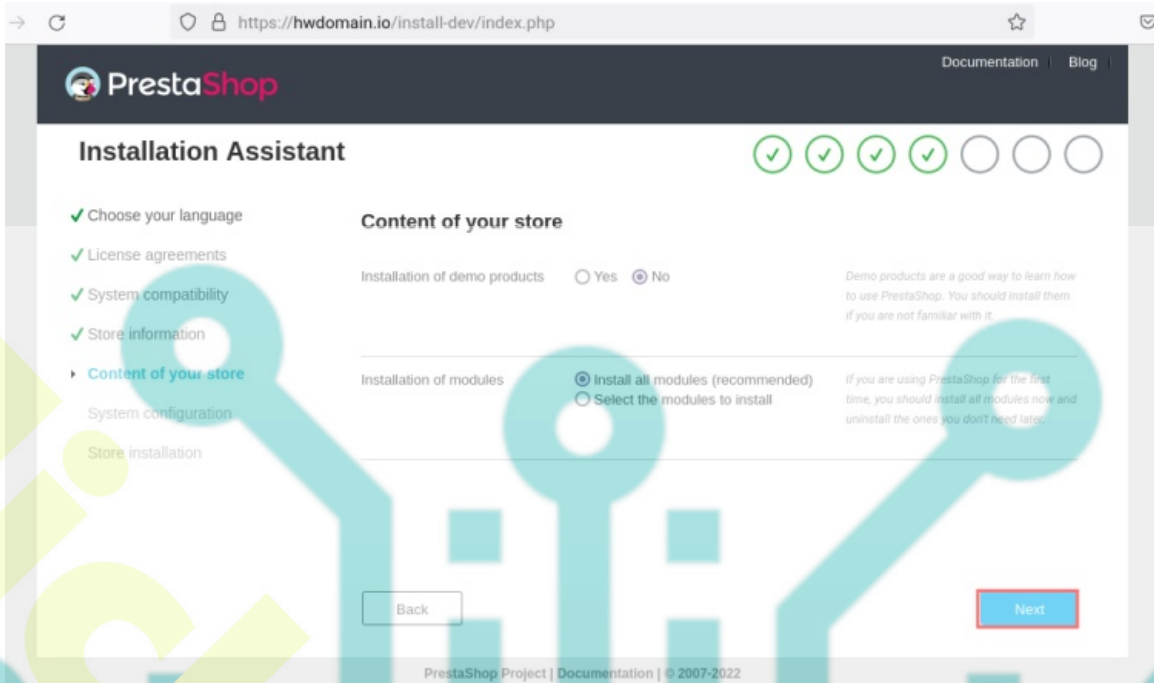 https://hwdomain.io/install-dev/index.php
Documentation | Blog |
PrestaShop
Installation Assistant
Choose your language
License agreements
System compatibility
Store information
Content of your store
System configuration
Store installation
Content of your store
Installation of demo products
Yes No
Demo products are a good way to learn how
to use PrestaShop. You should install them
if you are not familiar with it.
Installation of modules
Install all modules (recommended)
Select the modules to install
If you are using PrestaShop for the first
time, you should install all modules now and
uninstall the ones you don't need later.
Back
Next
PrestaShop Project | Documentation | © 2007-2022